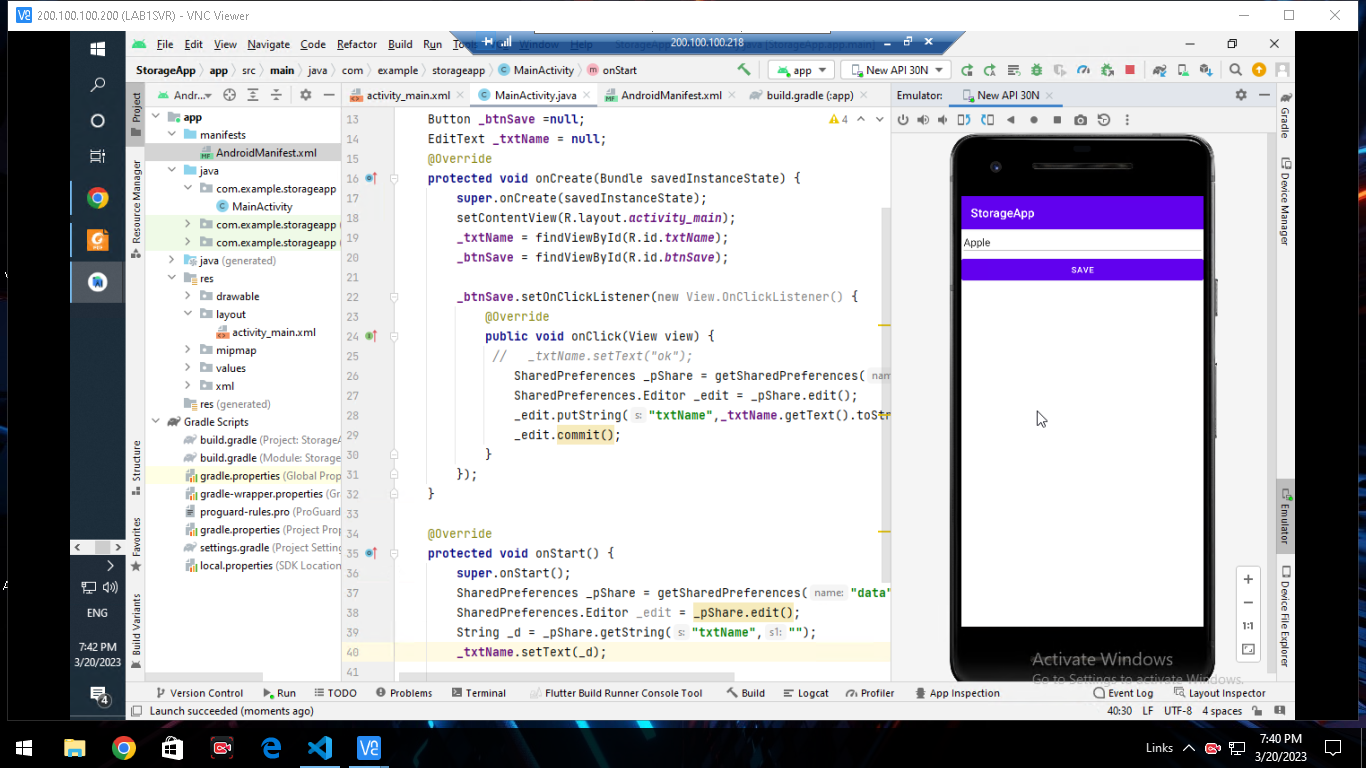 200.100.100.200 (LAB1SVR) - VNC Viewer
File Edit View Navigate Code Refactor Build Run Tools Window Help
200.100.100.218
StorageApp app src main java com example storageapp MainActivity onStart
app New API 30N
Project
Andr...
activity_main.xml MainActivity.java AndroidManifest.xml build.gradle (:app)
Emulator: New API 30N
Gradle
Device Manager
Emulator
Device File Explorer
Resource Manager
Structure
Favorites
Build Variants
app
manifests
AndroidManifest.xml
java
com.example.storageapp
MainActivity
com.example.storageapp
com.example.storageapp
java (generated)
res
drawable
layout
activity_main.xml
mipmap
values
xml
res (generated)
Gradle Scripts
build.gradle (Project: StorageA
build.gradle (Module: Storage
gradle.properties (Global Prop
gradle-wrapper.properties (Gr
proguard-rules.pro (ProGuard
gradle.properties (Project Prop
settings.gradle (Project Setting
local.properties (SDK Location
4
13 Button _btnSave =null;
14 EditText _txtName = null;
15 @Override
16 protected void onCreate(Bundle savedInstanceState) {
17 super.onCreate(savedInstanceState);
18 setContentView(R.layout.activity_main);
19 _txtName = findViewById(R.id.txtName);
20 _btnSave = findViewById(R.id.btnSave);
21
22 _btnSave.setOnClickListener(new View.OnClickListener() {
23 @Override
24 public void onClick(View view) {
25 // _txtName.setText("ok");
26 SharedPreferences _pShare = getSharedPreferences( nam
27 SharedPreferences.Editor _edit = _pShare.edit();
28 _edit.putString( s: "txtName",_txtName.getText().toStr
29 _edit.commit();
30 }
31 });
32 }
33
34 @Override
35 protected void onStart() {
36 super.onStart();
37 SharedPreferences _pShare = getSharedPreferences( name: "data"
38 SharedPreferences.Editor _edit = _pShare.edit();
39 String _d = _pShare.getString( s: "txtName", s1: "");
40 _txtName.setText(_d);
41
StorageApp
Apple
SAVE
1:1
Activate Windows
Go to Settings to activate Windows.
ENG
7:42 PM
3/20/2023
4
Version Control Run TODO Problems Terminal Flutter Build Runner Console Tool Build Logcat Profiler App Inspection Event Log Layout Inspector
Launch succeeded (moments ago)
40:30 LF UTF-8 4 spaces
Links
7:40 PM
3/20/2023